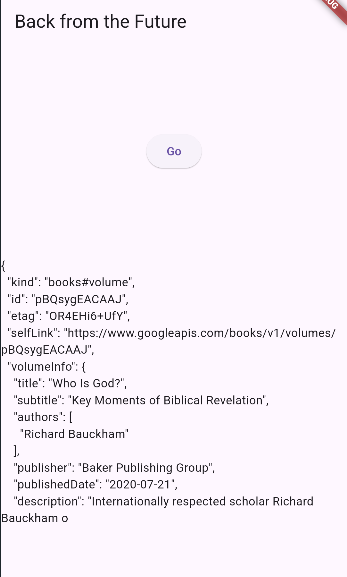 Back from the Future
Go
{
"kind": "books#volume",
"id": "pBQsygEACAAJ",
"etag": "OR4EHi6+UfY",
"selfLink": "https://www.googleapis.com/books/v1/volumes/
pBQsygEACAAJ",
"volumeInfo": {
"title": "Who Is God?",
"subtitle": "Key Moments of Biblical Revelation",
"authors": [
"Richard Bauckham"
],
"publisher": "Baker Publishing Group",
"publishedDate": "2020-07-21",
"description": "Internationally respected scholar Richard
Bauckham o